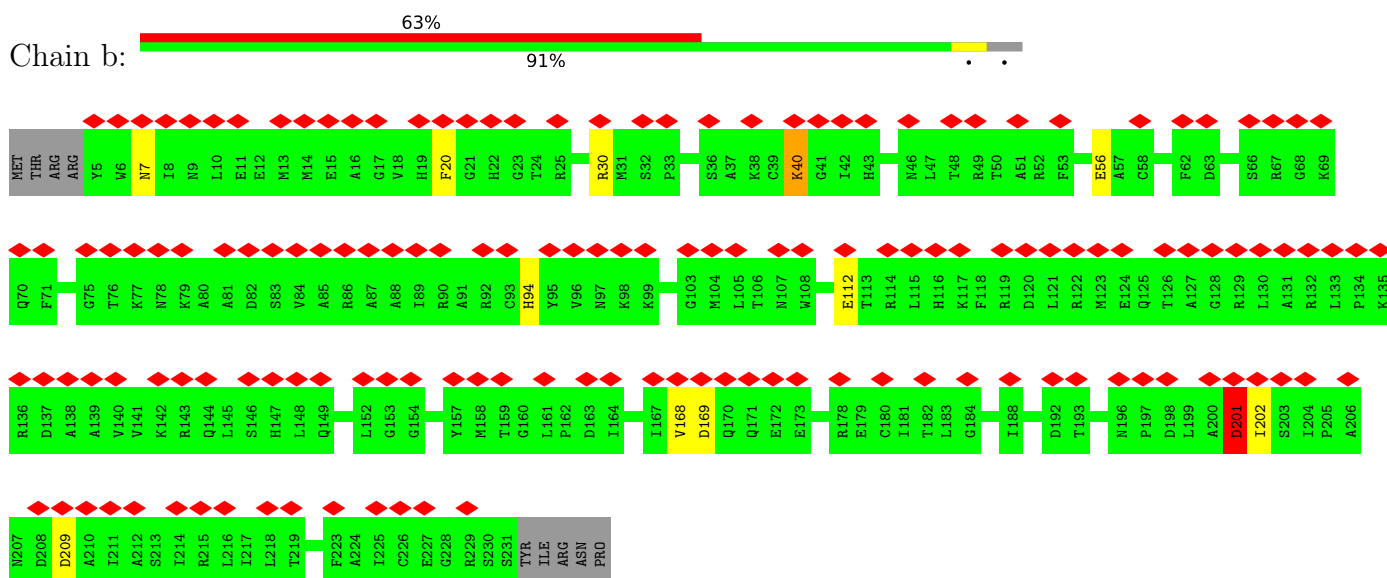 63%
Chain b:
91% • •
MET THR ARG ARG Y5 W6 N7 I8 N9 L10 E11 E12 M13 M14 E15 A16 G17 V18 H19 F20 G21 H22 G23 T24 R25 R30 M31 S32 P33 S36 A37 K38 C39 K40 G41 I42 H43 N46 L47 T48 R49 T50 A51 R52 F53 E56 A57 C58 F62 D63 S66 R67 G68 K69
Q70 F71 G75 T76 K77 N78 K79 A80 A81 D82 S83 V84 A85 R86 A87 A88 I89 R90 A91 R92 C93 H94 Y95 V96 N97 K98 K99 G103 M104 L105 T106 N107 W108 E112 T113 R114 L115 H116 K117 F118 R119 D120 L121 R122 M123 E124 Q125 T126 A127 G128 R129 L130 A131 R132 L133 P134 K135
R136 D137 A138 A139 V140 V141 K142 R143 Q144 L145 S146 H147 L148 Q149 L152 G153 G154 Y157 M158 T159 G160 L161 P162 D163 I164 I167 V168 D169 Q170 Q171 E172 E173 R178 E179 C180 I181 T182 L183 G184 I188 D192 T193 N196 P197 D198 L199 A200 D201 I202 S203 I204 P205 A206
N207 D208 D209 A210 I211 A212 S213 I214 R215 L216 I217 L218 T219 F223 A224 I225 C226 E227 G228 R229 S230 S231 TYR ILE ARG ASN PRO